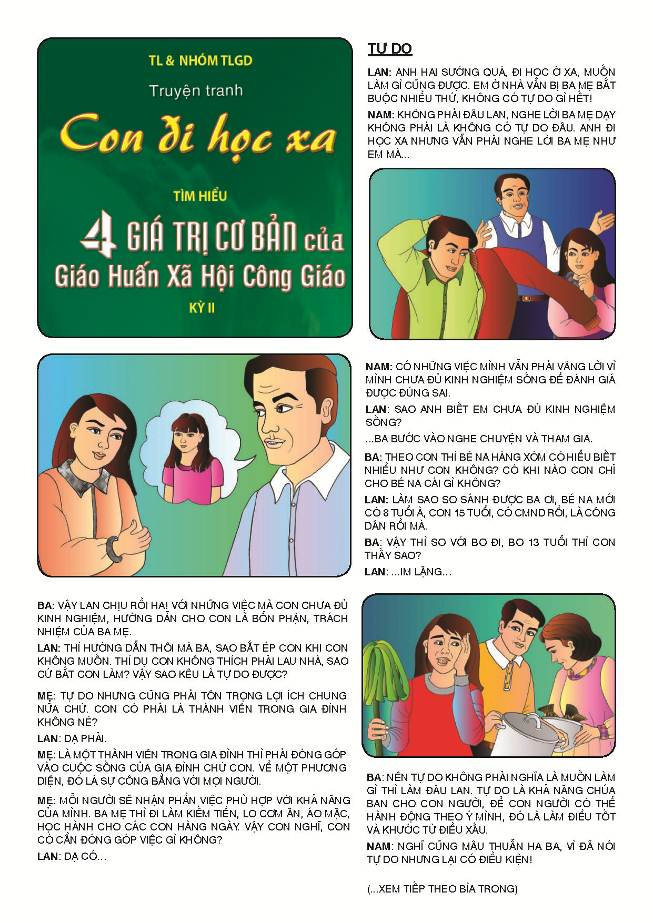 TL & NHÓM TLGD
Truyện tranh
Con đi học xa
TÌM HIỂU
4 GIÁ TRỊ CƠ BẢN của
Giáo Huấn Xã Hội Công Giáo
KỲ II
TỰ DO
LAN: ANH HAI SƯỚNG QUÁ, ĐI HỌC Ở XA, MUỐN
LÀM GÌ CŨNG ĐƯỢC. EM Ở NHÀ VẪN BỊ BA MẸ BẮT
BUỘC NHIỀU THỨ, KHÔNG CÓ TỰ DO GÌ HẾT!
NAM: KHÔNG PHẢI ĐÂU LAN, NGHE LỜI BA MẸ DẠY
KHÔNG PHẢI LÀ KHÔNG CÓ TỰ DO ĐÂU. ANH ĐI
HỌC XA NHƯNG VẪN PHẢI NGHE LỜI BA MẸ NHƯ
EM MÀ...
NAM: CÓ NHỮNG VIỆC MÌNH VẪN PHẢI VÂNG LỜI VÌ
MÌNH CHƯA ĐỦ KINH NGHIỆM SỐNG ĐỂ ĐÁNH GIÁ
ĐƯỢC ĐÚNG SAI.
LAN: SAO ANH BIẾT EM CHƯA ĐỦ KINH NGHIỆM
SỐNG?
...BA BƯỚC VÀO NGHE CHUYỆN VÀ THAM GIA.
BA: THEO CON THÌ BÉ NA HÀNG XÓM CÓ HIỂU BIẾT
NHIỀU NHƯ CON KHÔNG? CÓ KHI NÀO CON CHỈ
CHO BÉ NA CÁI GÌ KHÔNG?
LAN: LÀM SAO SO SÁNH ĐƯỢC BA ƠI, BÉ NA MỚI
CÓ 8 TUỔI À, CON 15 TUỔI, CÓ CMND RỒI, LÀ CÔNG
DÂN RỒI MÀ.
BA: VẬY THÌ SO VỚI BO ĐI, BO 13 TUỔI THÌ CON
THẤY SAO?
LAN: ...IM LẶNG...
BA: VẬY LAN CHỊU RỒI HA! VỚI NHỮNG VIỆC MÀ CON CHƯA ĐỦ
KINH NGHIỆM, HƯỚNG DẪN CHO CON LÀ BỔN PHẬN, TRÁCH
NHIỆM CỦA BA MẸ.
LAN: THÌ HƯỚNG DẪN THÔI MÀ BA, SAO BẮT ÉP CON KHI CON
KHÔNG MUỐN. THÍ DỤ CON KHÔNG THÍCH PHẢI LAU NHÀ, SAO
CỨ BẮT CON LÀM? VẬY SAO KÊU LÀ TỰ DO ĐƯỢC?
MẸ: TỰ DO NHƯNG CŨNG PHẢI TÔN TRỌNG LỢI ÍCH CHUNG
NỮA CHỨ. CON CÓ PHẢI LÀ THÀNH VIÊN TRONG GIA ĐÌNH
KHÔNG NÈ?
LAN: DẠ PHẢI.
MẸ: LÀ MỘT THÀNH VIÊN TRONG GIA ĐÌNH THÌ PHẢI ĐÓNG GÓP
VÀO CUỘC SỐNG CỦA GIA ĐÌNH CHỨ CON. VỀ MỘT PHƯƠNG
DIỆN, ĐÓ LÀ SỰ CÔNG BẰNG VỚI MỌI NGƯỜI.
MẸ: MỖI NGƯỜI SẼ NHẬN PHẦN VIỆC PHÙ HỢP VỚI KHẢ NĂNG
CỦA MÌNH. BA MẸ THÌ ĐI LÀM KIẾM TIỀN, LO CƠM ĂN, ÁO MẶC,
HỌC HÀNH CHO CÁC CON HÀNG NGÀY. VẬY CON NGHĨ, CON
CÓ CẦN ĐÓNG GÓP VIỆC GÌ KHÔNG?
LAN: DẠ CÓ...
BA: NÊN TỰ DO KHÔNG PHẢI NGHĨA LÀ MUỐN LÀM
GÌ THÌ LÀM ĐÂU LAN. TỰ DO LÀ KHẢ NĂNG CHÚA
BAN CHO CON NGƯỜI, ĐỂ CON NGƯỜI CÓ THỂ
HÀNH ĐỘNG THEO Ý MÌNH, ĐÓ LÀ LÀM ĐIỀU TỐT
VÀ KHƯỚC TỪ ĐIỀU XẤU.
NAM: NGHĨ CŨNG MÂU THUẪN HA BA, VÌ ĐÃ NÓI
TỰ DO NHƯNG LẠI CÓ ĐIỀU KIỆN!
(...XEM TIẾP THEO BÌA TRONG)